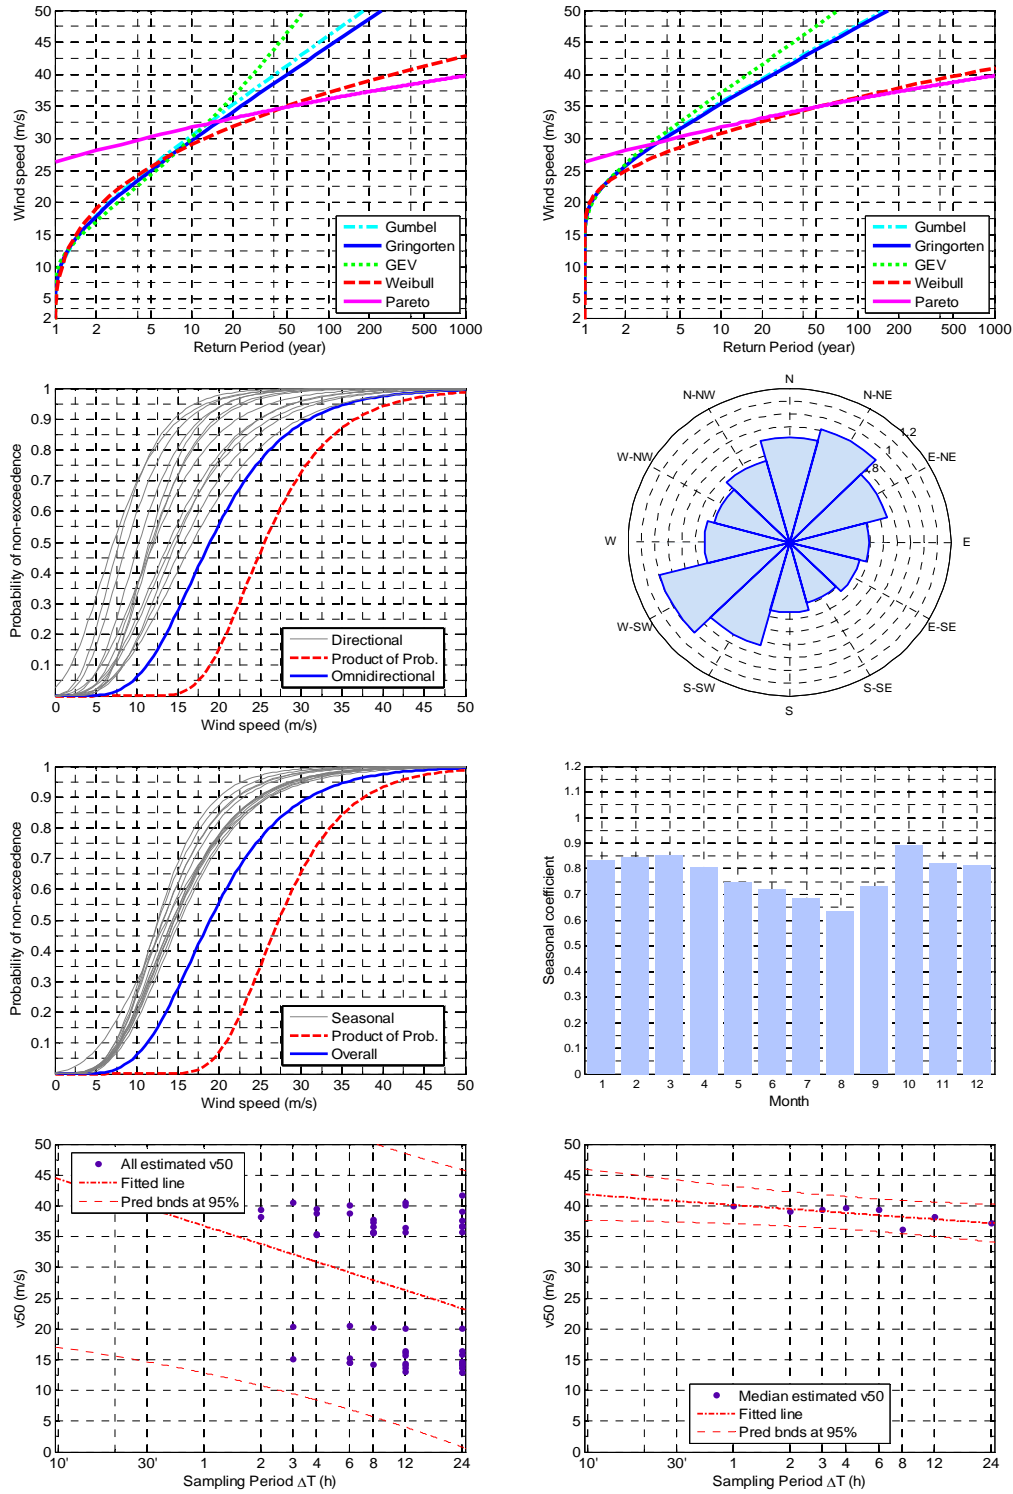 50
45
40
35
30
25
20
15
10
5
2
Wind speed (m/s)
1 2 5 10 20 50 100 200 500 1000
Return Period (year)
Gumbel
Gringorten
GEV
Weibull
Pareto
50
45
40
35
30
25
20
15
10
5
2
Wind speed (m/s)
1 2 5 10 20 50 100 200 500 1000
Return Period (year)
Gumbel
Gringorten
GEV
Weibull
Pareto
1
0.9
0.8
0.7
0.6
0.5
0.4
0.3
0.2
0.1
Probability of non-exceedence
0 5 10 15 20 25 30 35 40 45 50
Wind speed (m/s)
Directional
Product of Prob.
Omnidirectional
N
N-NW
N-NE
1.2
W-NW
1
E-NE
W
E
W-SW
E-SE
S-SW
S-SE
S
1
0.9
0.8
0.7
0.6
0.5
0.4
0.3
0.2
0.1
Probability of non-exceedence
0 5 10 15 20 25 30 35 40 45 50
Wind speed (m/s)
Seasonal
Product of Prob.
Overall
1.2
1.1
1
0.9
0.8
0.7
0.6
0.5
0.4
0.3
0.2
0.1
0
Seasonal coefficient
1 2 3 4 5 6 7 8 9 10 11 12
Month
50
45
40
35
30
25
20
15
10
5
0
v50 (m/s)
10' 30' 1 2 3 4 6 8 12 24
Sampling Period ΔT (h)
All estimated v50
Fitted line
Pred bnds at 95%
50
45
40
35
30
25
20
15
10
5
0
v50 (m/s)
10' 30' 1 2 3 4 6 8 12 24
Sampling Period ΔT (h)
Median estimated v50
Fitted line
Pred bnds at 95%